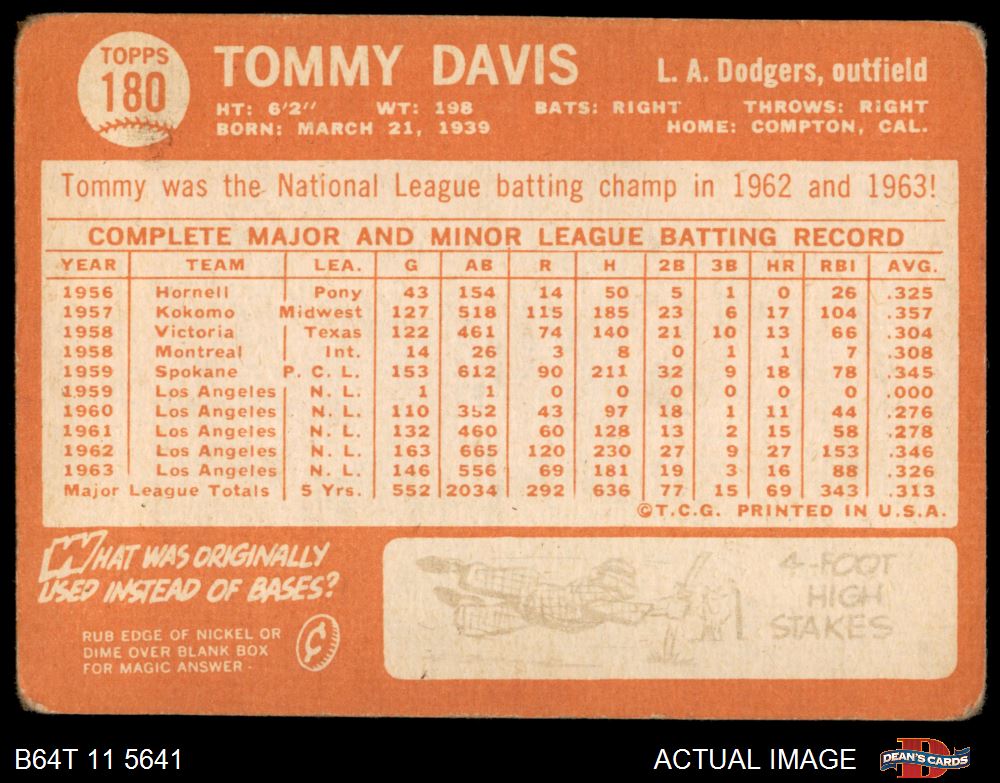 TOPPS
180
TOMMY DAVIS
L. A. Dodgers, outfield
HT: 6'2" WT: 198 BATS: RIGHT THROWS: RIGHT
BORN: MARCH 21, 1939 HOME: COMPTON, CAL.
Tommy was the National League batting champ in 1962 and 1963!
COMPLETE MAJOR AND MINOR LEAGUE BATTING RECORD
YEAR TEAM LEA. G AB R H 2B 3B HR RBI AVG.
1956 Hornell Pony 43 154 14 50 5 1 0 26 .325
1957 Kokomo Midwest 127 518 115 185 23 6 17 104 .357
1958 Victoria Texas 122 461 74 140 21 10 13 66 .304
1958 Montreal Int. 14 26 3 8 0 1 1 7 .308
1959 Spokane P. C. L. 153 612 90 211 32 9 18 78 .345
1959 Los Angeles N. L. 1 1 0 0 0 0 0 0 .000
1960 Los Angeles N. L. 110 352 43 97 18 1 11 44 .276
1961 Los Angeles N. L. 132 460 60 128 13 2 15 58 .278
1962 Los Angeles N. L. 163 665 120 230 27 9 27 153 .346
1963 Los Angeles N. L. 146 556 69 181 19 3 16 88 .326
Major League Totals 5 Yrs. 552 2034 292 636 77 15 69 343 .313
©T.C.G. PRINTED IN U.S.A.
WHAT WAS ORIGINALLY
USED INSTEAD OF BASES?
RUB EDGE OF NICKEL OR
DIME OVER BLANK BOX
FOR MAGIC ANSWER.
¢
4-FOOT
HIGH
STAKES
B64T 11 5641
ACTUAL IMAGE
D
DEAN'S CARDS